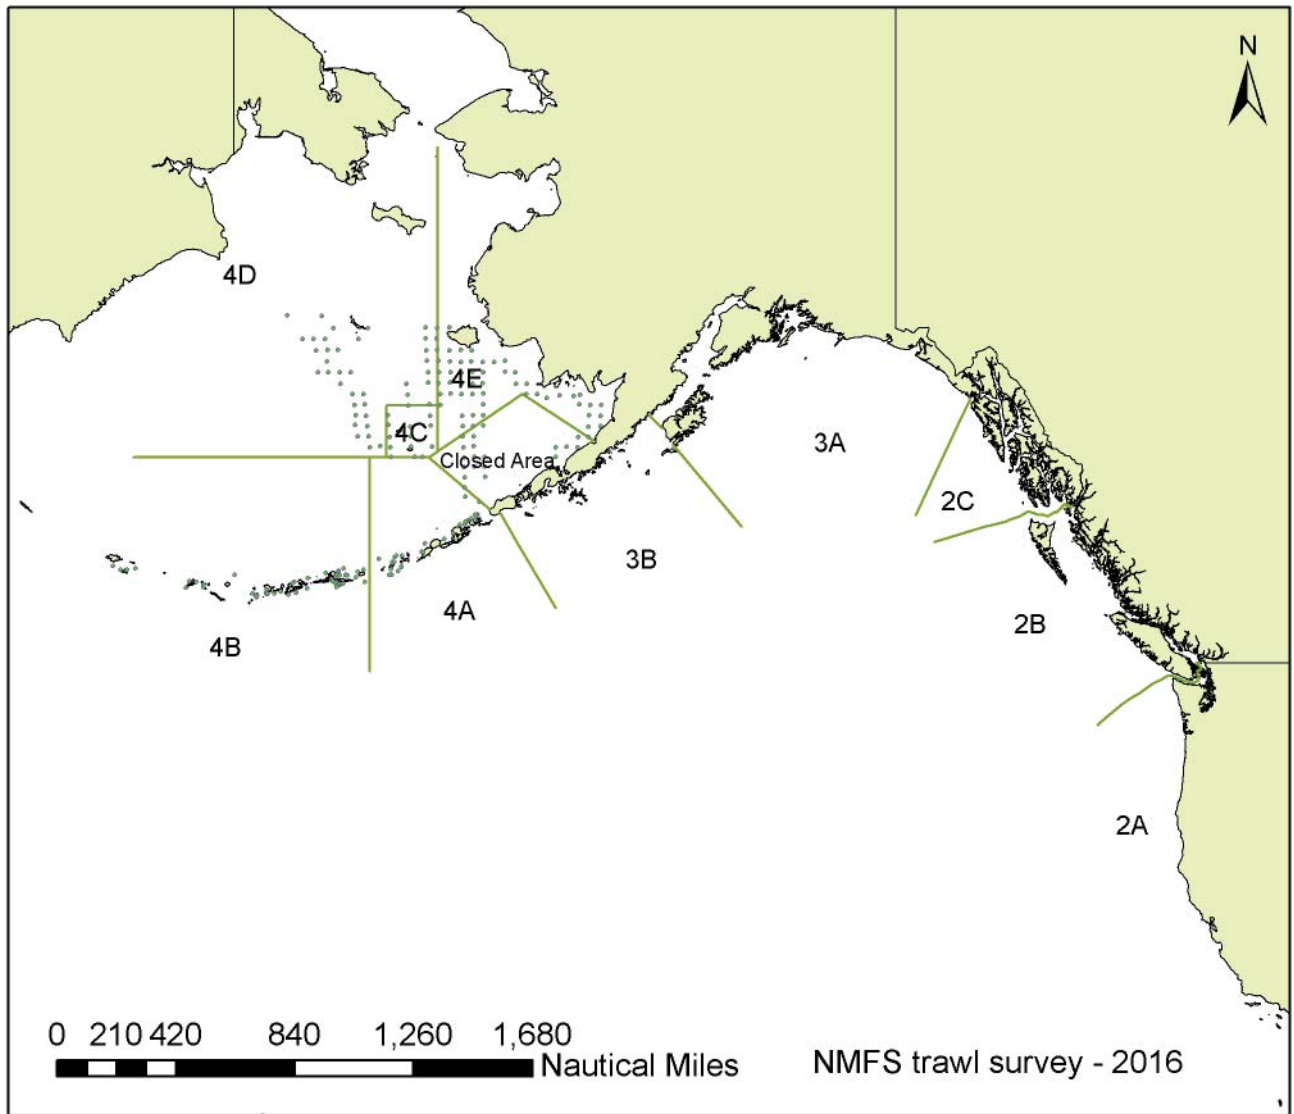 N
4D
4E
4C
Closed Area
3A
2C
3B
4A
2B
4B
2A
0 210 420 840 1,260 1,680
Nautical Miles
NMFS trawl survey - 2016